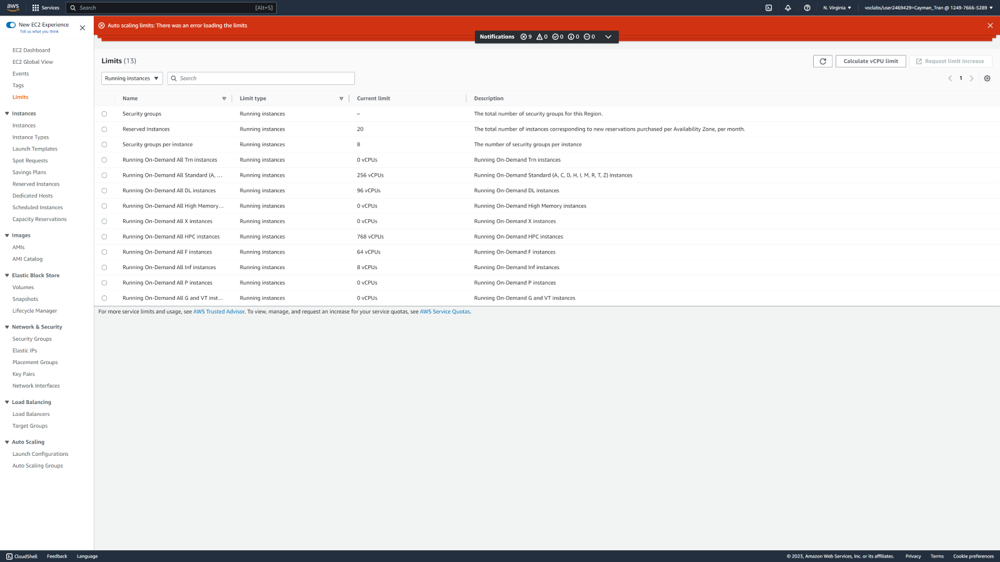 aws Services Search [Alt+S] N. Virginia voclabs/user2469429=Cayman_Tran @ 1249-7666-5289
New EC2 Experience
Tell us what you think
EC2 Dashboard
EC2 Global View
Events
Tags
Limits
Instances
Instances
Instance Types
Launch Templates
Spot Requests
Savings Plans
Reserved Instances
Dedicated Hosts
Scheduled Instances
Capacity Reservations
Images
AMIs
AMI Catalog
Elastic Block Store
Volumes
Snapshots
Lifecycle Manager
Network & Security
Security Groups
Elastic IPs
Placement Groups
Key Pairs
Network Interfaces
Load Balancing
Load Balancers
Target Groups
Auto Scaling
Launch Configurations
Auto Scaling Groups
Auto scaling limits: There was an error loading the limits
Notifications 9 0 0 0 0
Limits (13) Calculate vCPU limit Request limit increase
Running instances Search 1
Name Limit type Current limit Description
Security groups Running instances – The total number of security groups for this Region.
Reserved Instances Running instances 20 The total number of instances corresponding to new reservations purchased per Availability Zone, per month.
Security groups per instance Running instances 8 The number of security groups per instance
Running On-Demand All Trn instances Running instances 0 vCPUs Running On-Demand Trn instances
Running On-Demand All Standard (A, ... Running instances 256 vCPUs Running On-Demand Standard (A, C, D, H, I, M, R, T, Z) instances
Running On-Demand All DL instances Running instances 96 vCPUs Running On-Demand DL instances
Running On-Demand All High Memory... Running instances 0 vCPUs Running On-Demand High Memory instances
Running On-Demand All X instances Running instances 0 vCPUs Running On-Demand X instances
Running On-Demand All HPC instances Running instances 768 vCPUs Running On-Demand HPC instances
Running On-Demand All F instances Running instances 64 vCPUs Running On-Demand F instances
Running On-Demand All Inf instances Running instances 8 vCPUs Running On-Demand Inf instances
Running On-Demand All P instances Running instances 0 vCPUs Running On-Demand P instances
Running On-Demand All G and VT inst... Running instances 0 vCPUs Running On-Demand G and VT instances
For more service limits and usage, see AWS Trusted Advisor. To view, manage, and request an increase for your service quotas, see AWS Service Quotas.
CloudShell Feedback Language © 2023, Amazon Web Services, Inc. or its affiliates. Privacy Terms Cookie preferences